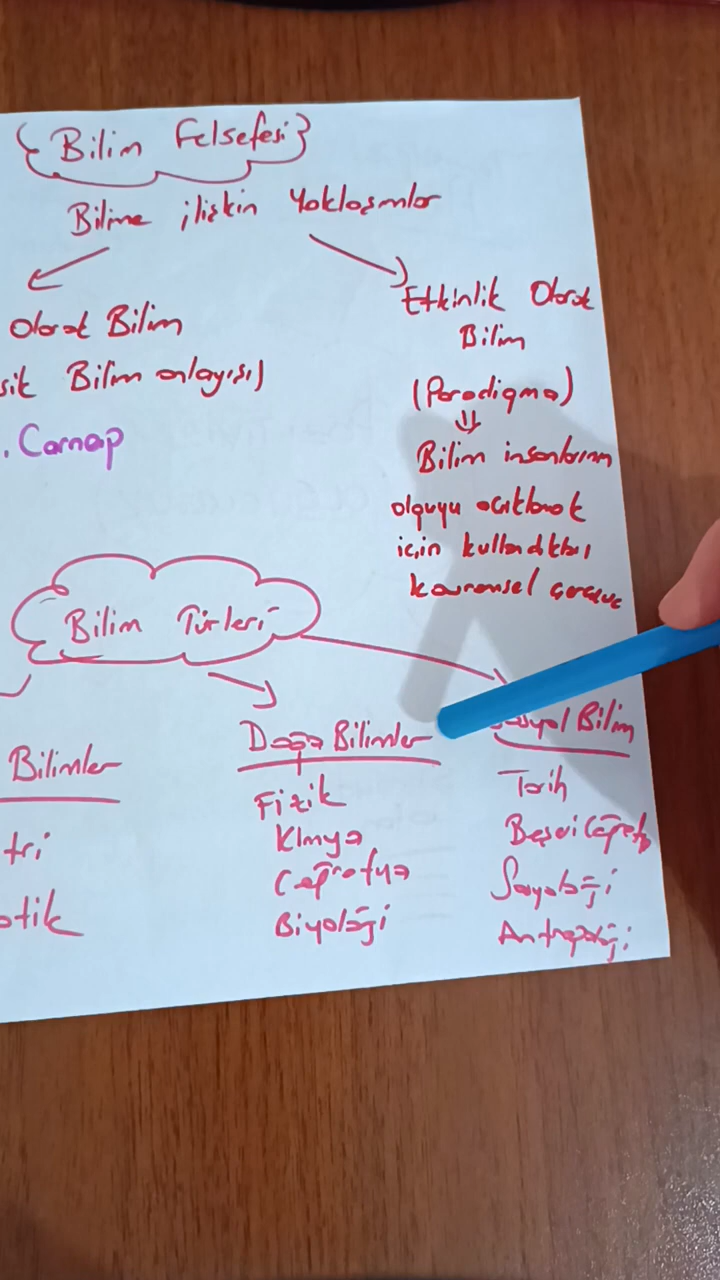 Bilim Felsefesi
Bilime ilişkin Yaklaşımlar
Olarak Bilim
sik Bilim anlayışı)
. Carnap
Etkinlik Olarak
Bilim
(Paradigma)
Bilim insanlarının
olguyu açıklamak
için kullandıkları
kavramsal çerçeve
Bilim Türleri
Bilimler
tri
atik
Doğa Bilimler
Fizik
Kimya
Coğrafya
Biyoloji
Bilim
Tarih
Beşeri Coğrafya
Sosyoloji
Antropoloji